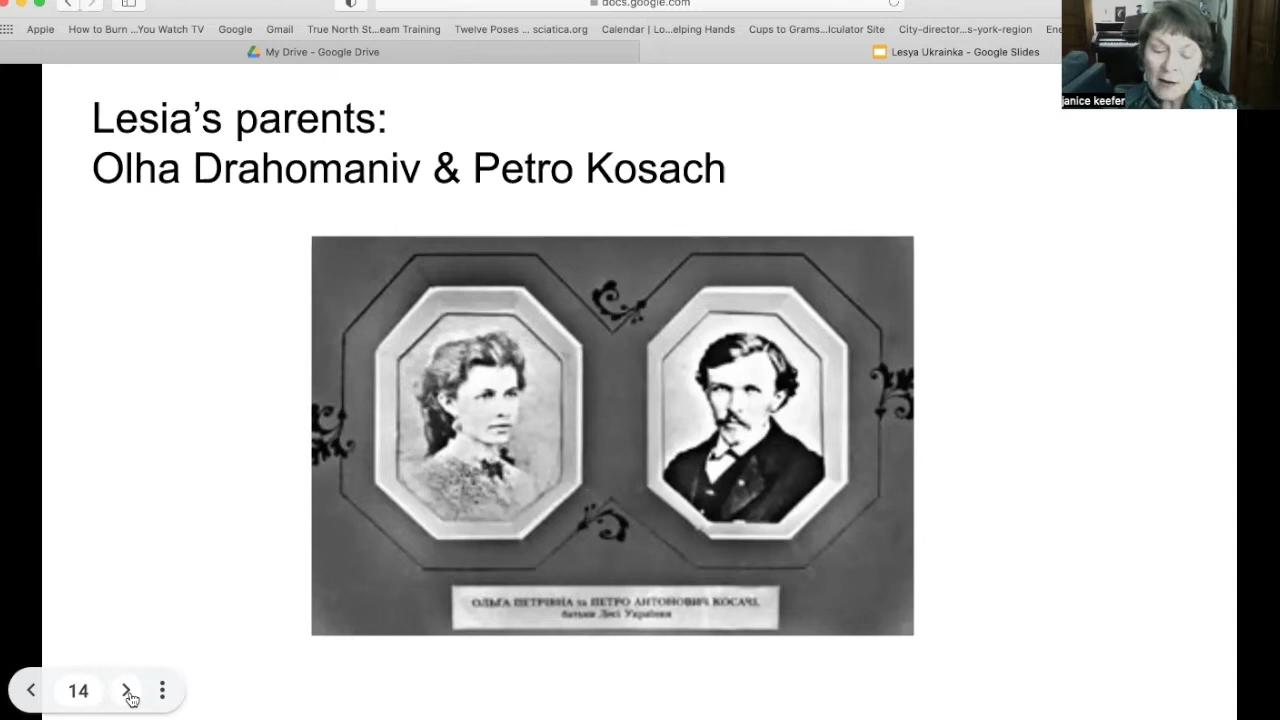 docs.google.com
Apple How to Burn ...You Watch TV Google Gmail True North St...eam Training Twelve Poses ... sciatica.org Calendar | Lo...elping Hands Cups to Grams...lculator Site City-director...s-york-region Ene
My Drive - Google Drive
Lesya Ukrainka - Google Slides
janice keefer
Lesia’s parents:
Olha Drahomaniv & Petro Kosach
ОЛЬГА ПЕТРІВНА та ПЕТРО АНТОНОВИЧ КОСАЧІ,
батьки Лесі Українки
14